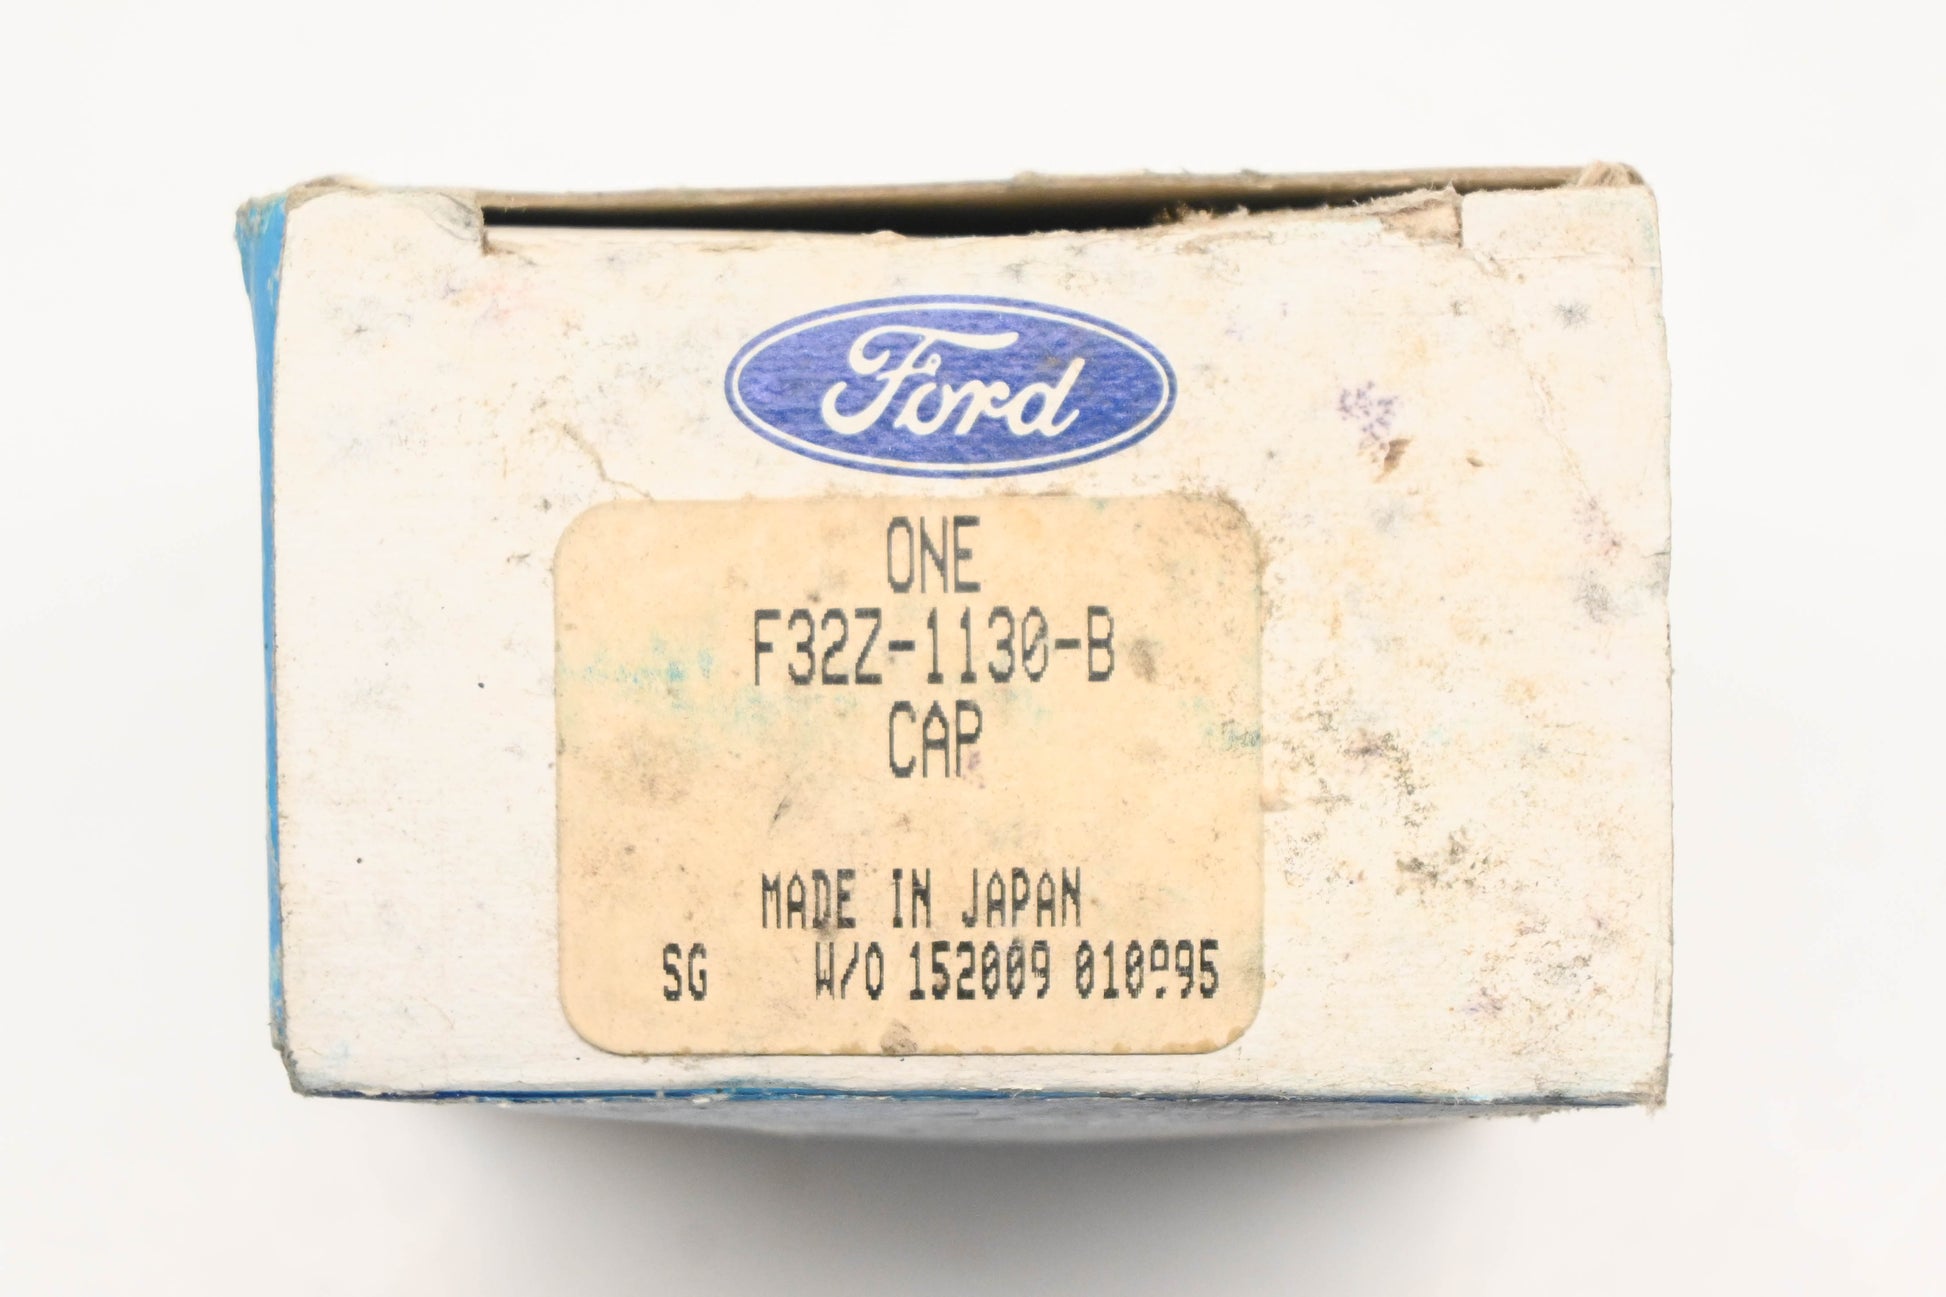 Ford
ONE
F32Z-1130-B
CAP
MADE IN JAPAN
SG W/O 152009 010995